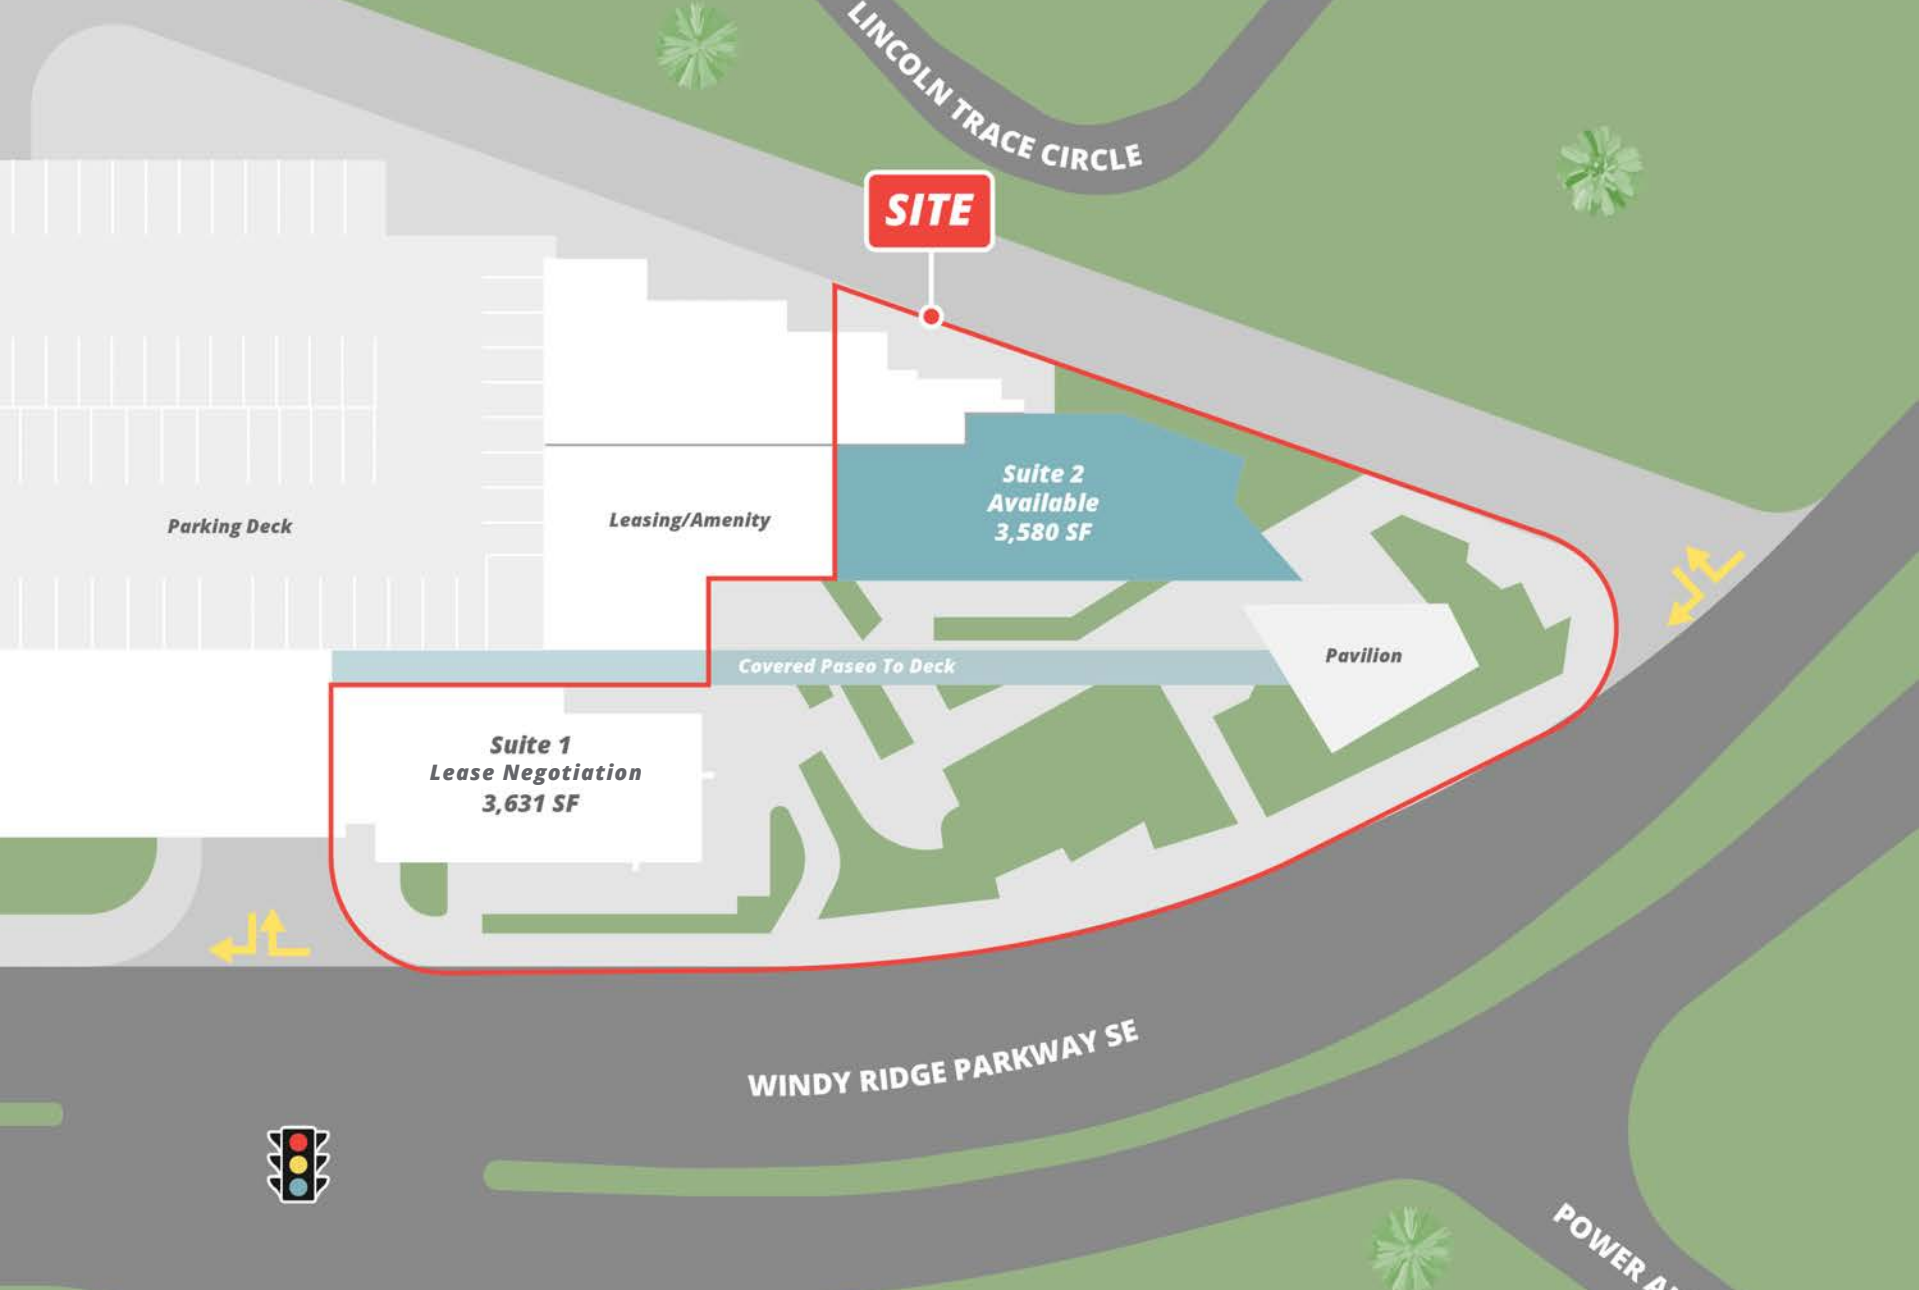 LINCOLN TRACE CIRCLE
SITE
Suite 2
Available
3,580 SF
Parking Deck
Leasing/Amenity
Covered Paseo To Deck
Pavilion
Suite 1
Lease Negotiation
3,631 SF
WINDY RIDGE PARKWAY SE
POWER